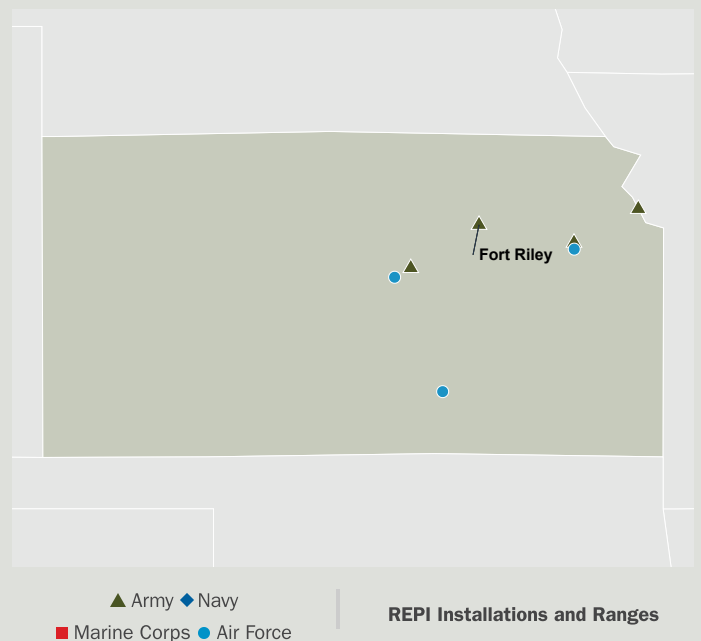 Fort Riley
Army Navy
Marine Corps Air Force
REPI Installations and Ranges